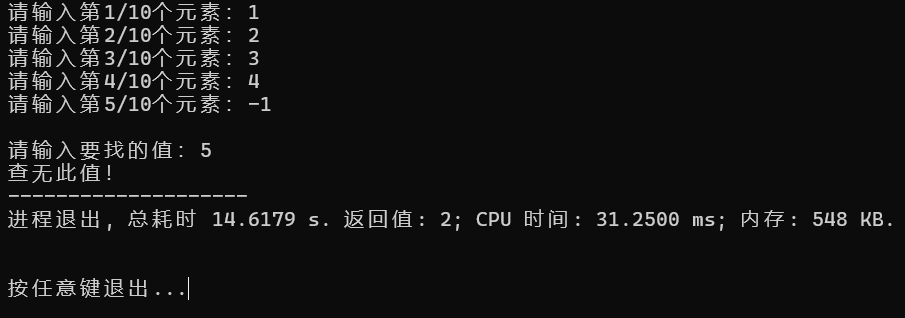 请输入第1/10个元素: 1
请输入第2/10个元素: 2
请输入第3/10个元素: 3
请输入第4/10个元素: 4
请输入第5/10个元素: -1
请输入要找的值: 5
查无此值!
--------------------
进程退出, 总耗时 14.6179 s. 返回值: 2; CPU 时间: 31.2500 ms; 内存: 548 KB.
按任意键退出...